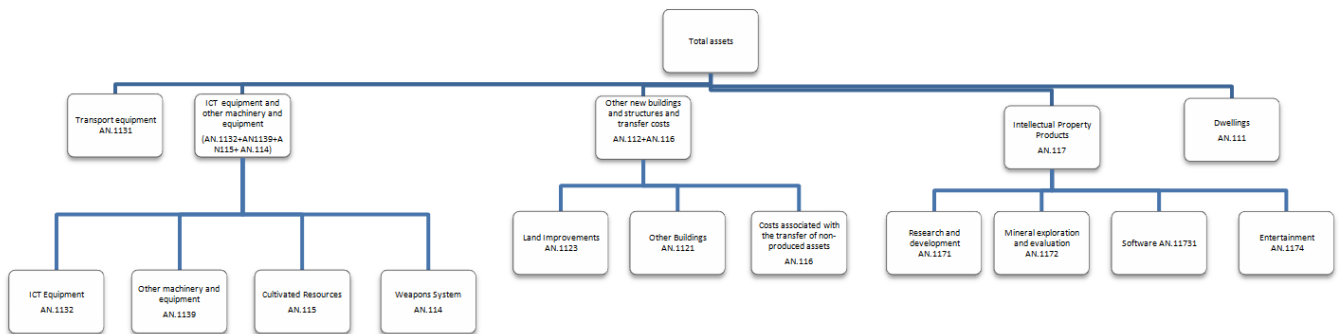 Total assets
Transport equipment
AN.1131
ICT equipment and
other machinery and
equipment
(AN.1132+AN1139+A
N115+ AN.114)
Other new buildings
and structures and
transfer costs
AN.112+AN.116
Intellectual Property
Products
AN.117
Dwellings
AN.111
Land Improvements
AN.1123
Other Buildings
AN.1121
Costs associated with
the transfer of non-
produced assets
AN.116
Research and
development
AN.1171
Mineral exploration
and evaluation
AN.1172
Software AN.11731
Entertainment
AN.1174
ICT Equipment
AN.1132
Other machinery and
equipment
AN.1139
Cultivated Resources
AN.115
Weapons System
AN.114